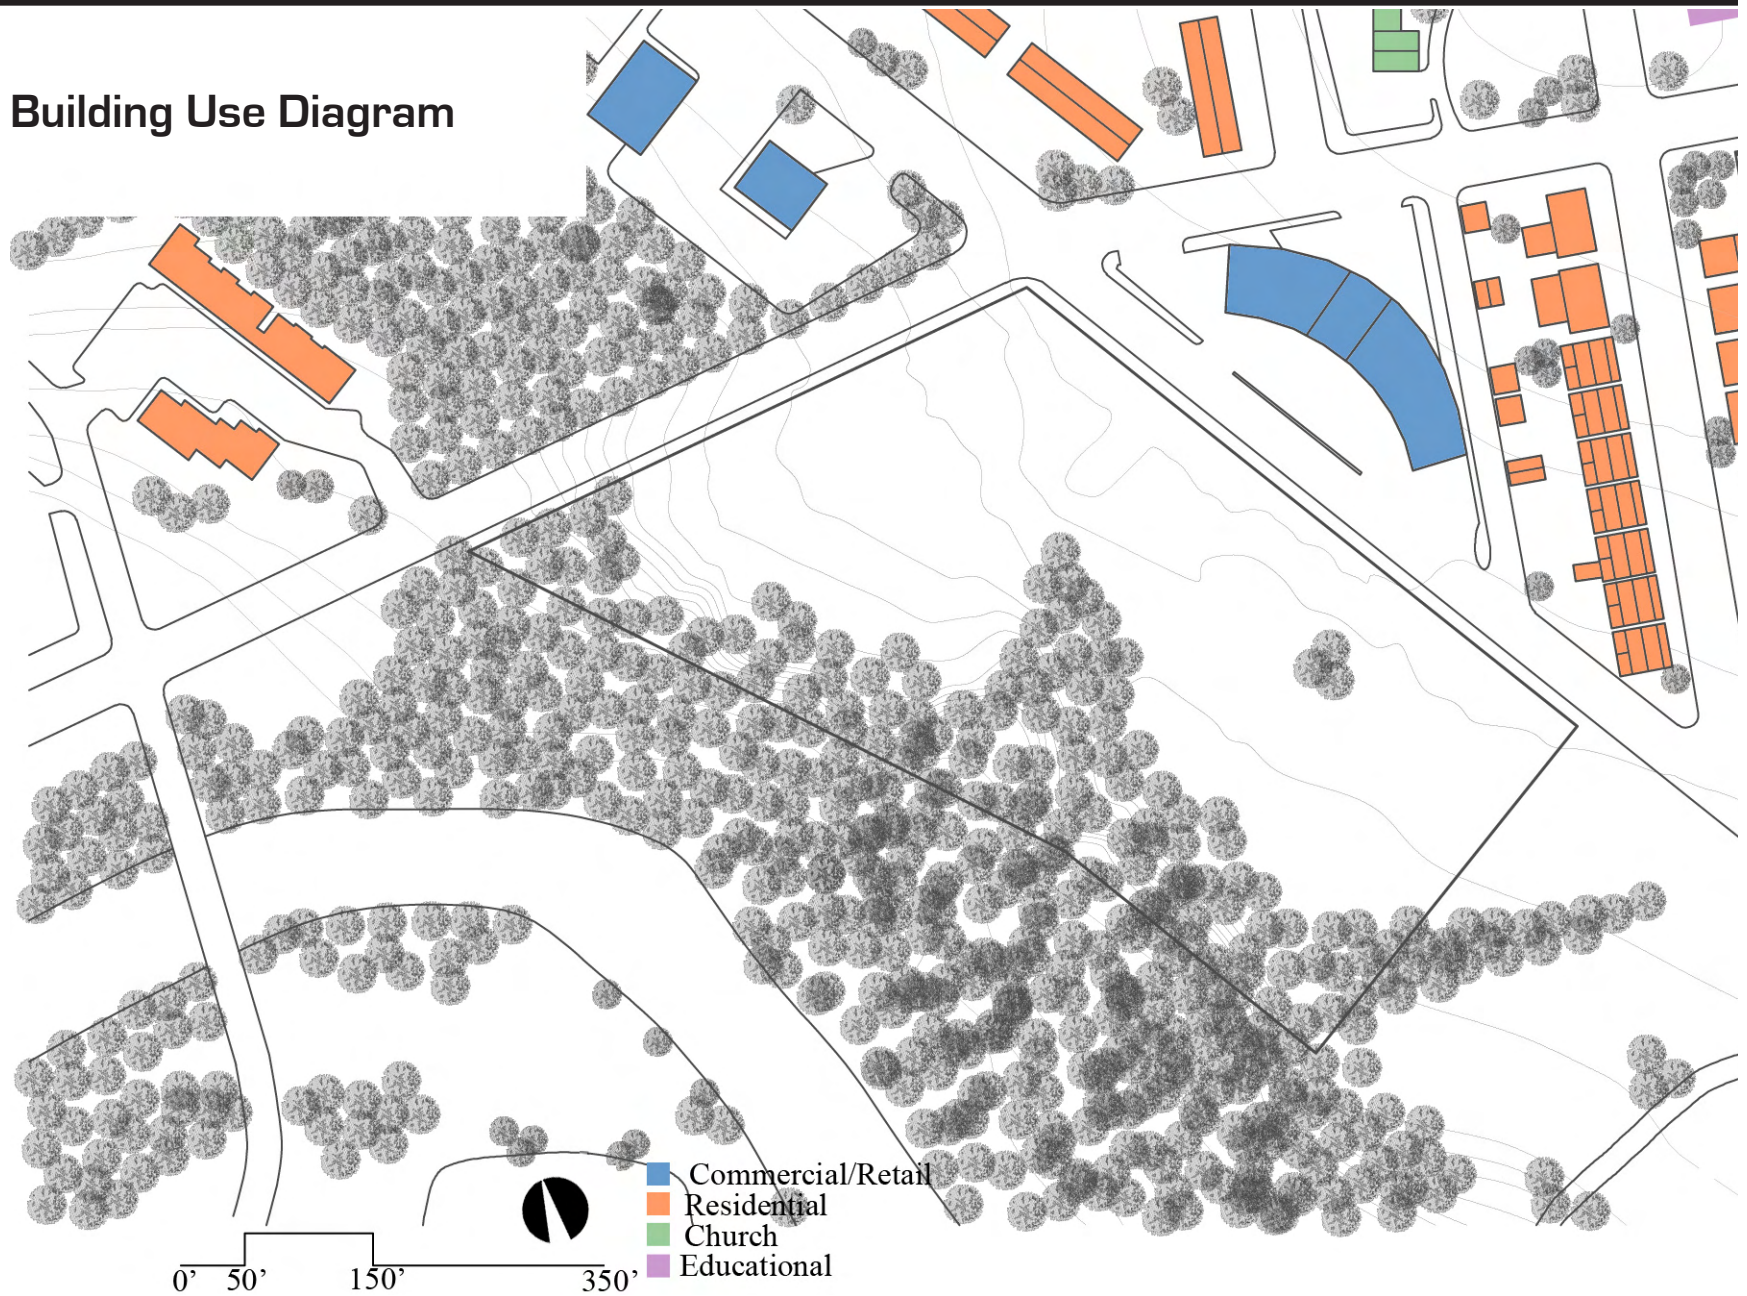 Building Use Diagram
Commercial/Retail
Residential
Church
Educational
0’ 50’ 150’ 350’